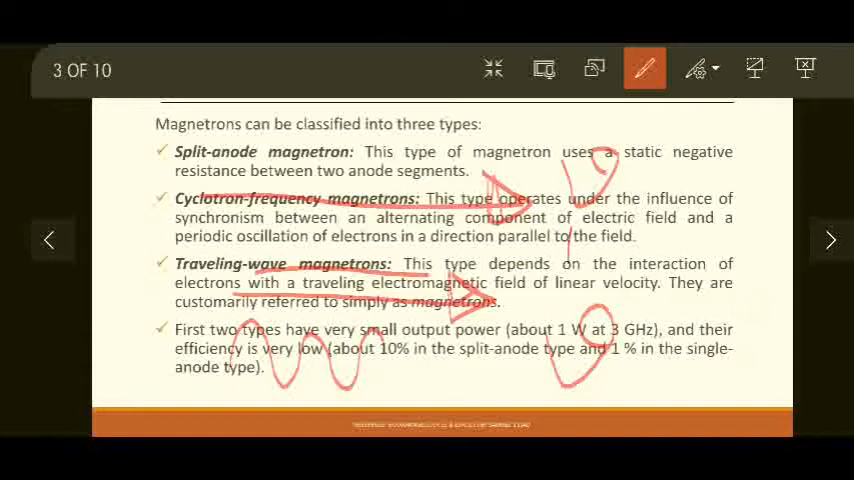 3 OF 10
Magnetrons can be classified into three types:
✓ Split-anode magnetron: This type of magnetron uses a static negative
resistance between two anode segments.
✓ Cyclotron-frequency magnetrons: This type operates under the influence of
synchronism between an alternating component of electric field and a
periodic oscillation of electrons in a direction parallel to the field.
✓ Traveling-wave magnetrons: This type depends on the interaction of
electrons with a traveling electromagnetic field of linear velocity. They are
customarily referred to simply as magnetrons.
✓ First two types have very small output power (about 1 W at 3 GHz), and their
efficiency is very low (about 10% in the split-anode type and 1 % in the single-
anode type).